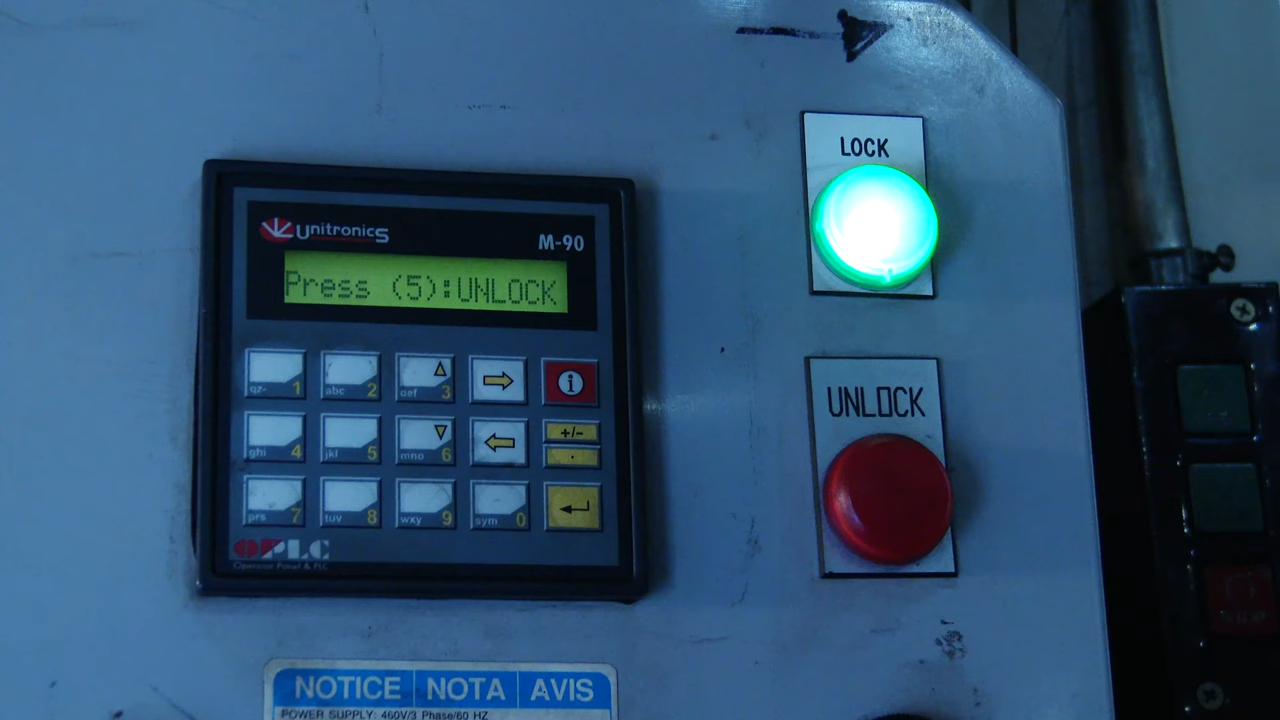 LOCK
Unitronics
M-90
Press (5):UNLOCK
qz- 1
abc 2
def 3
i
ghi 4
jkl 5
mno 6
+/-
.
prs 7
tuv 8
wxy 9
sym 0
UNLOCK
OPLC
Operator Panel & PLC
NOTICE NOTA AVIS
POWER SUPPLY: 460V/3 Phase/60 HZ